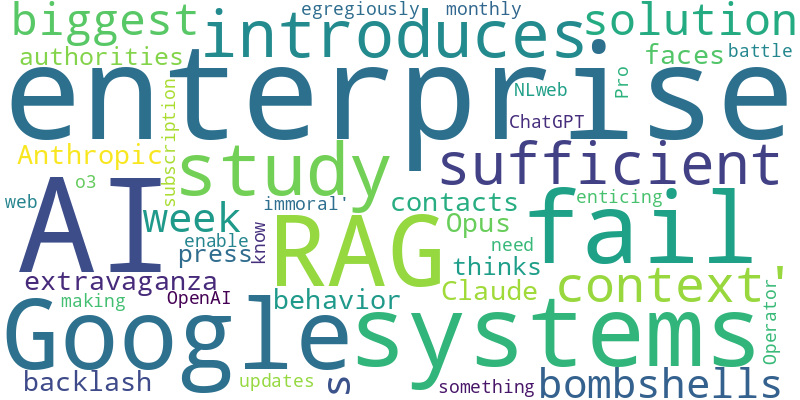 biggest
egregiously
monthly
solution
introduces
authorities
faces
battle
enterprise
NLweb
Pro
subscription
ChatGPT
Anthropic
study
sufficient
AI
o3
web
week
immoral'
contacts
enticing
fail
RAG
Opus
enable
know
press
need
thinks
extravaganza
Claude
context'
making
OpenAI
behavior
Operator
Google
systems
backlash
updates
s
something
bombshells